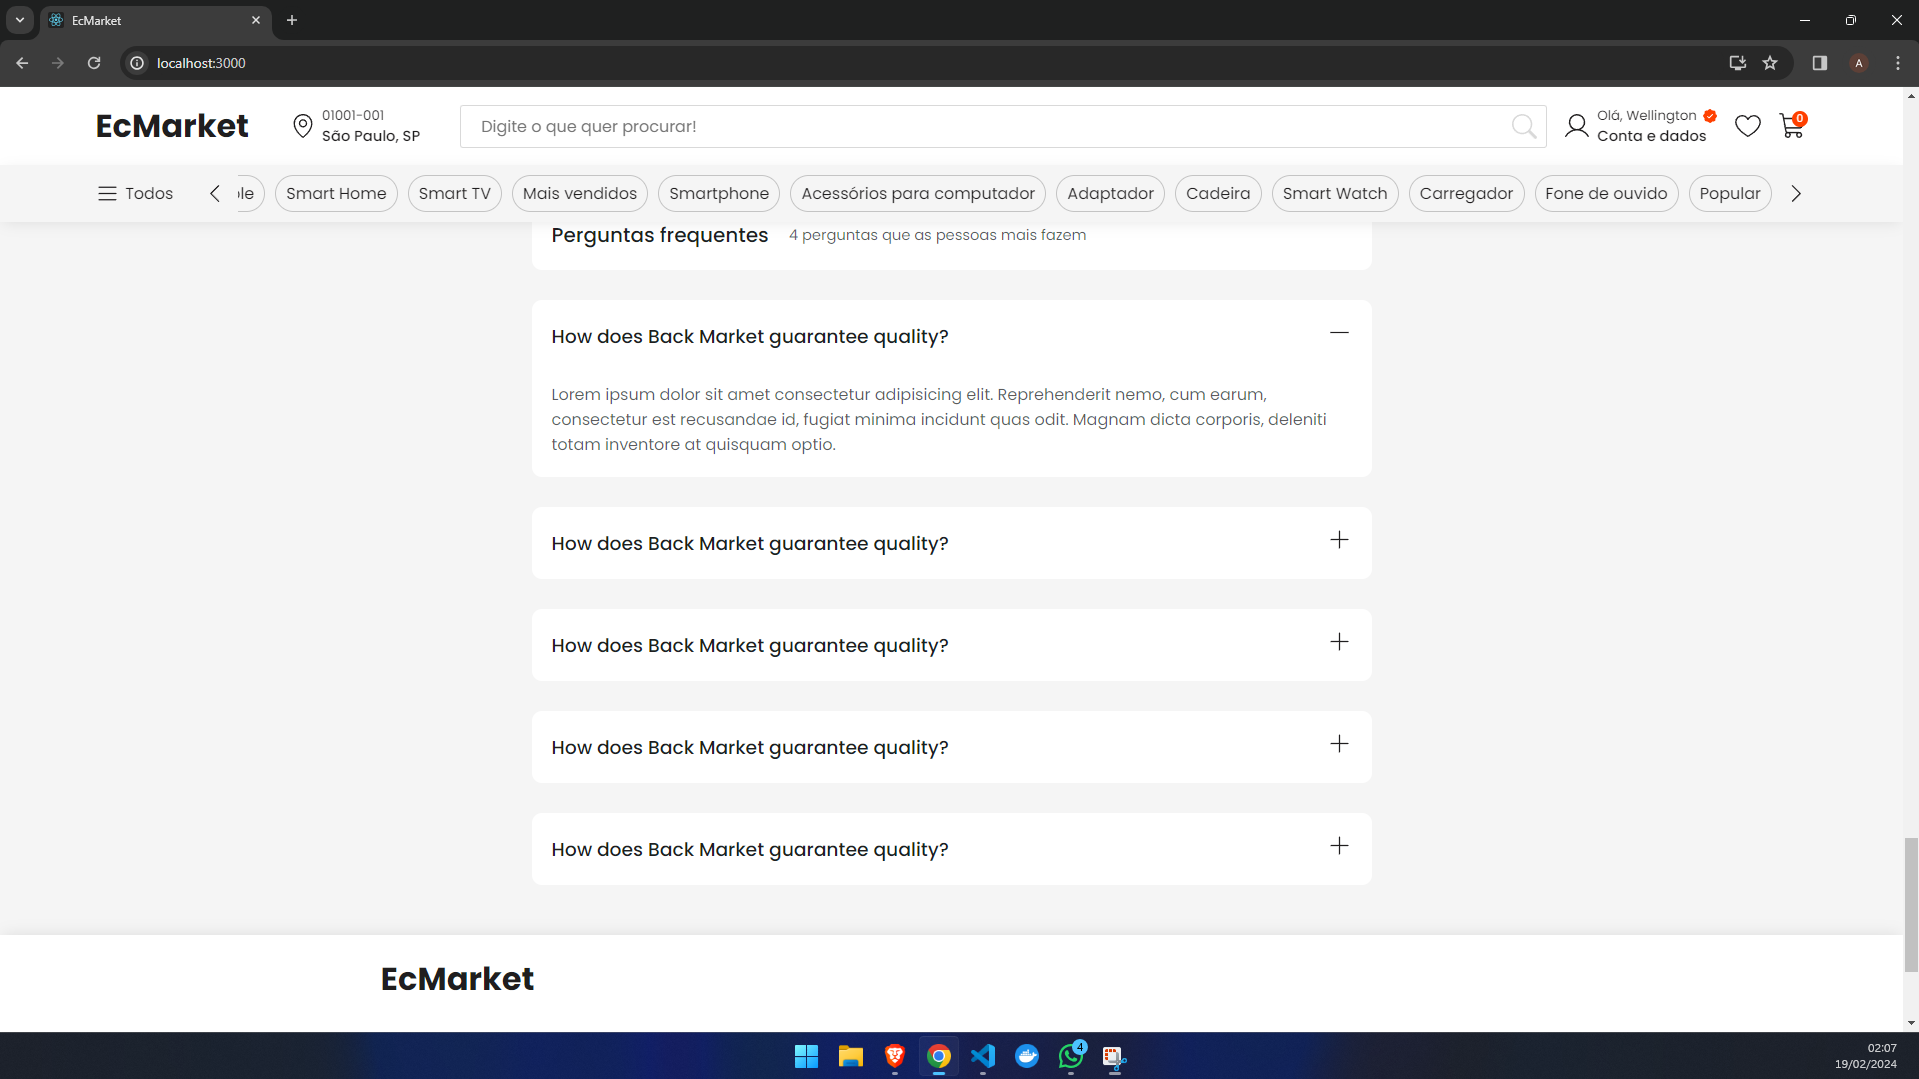 EcMarket
localhost:3000
A
EcMarket
01001-001
São Paulo, SP
Digite o que quer procurar!
Olá, Wellington
Conta e dados
0
Todos
ple
Smart Home
Smart TV
Mais vendidos
Smartphone
Acessórios para computador
Adaptador
Cadeira
Smart Watch
Carregador
Fone de ouvido
Popular
Perguntas frequentes 4 perguntas que as pessoas mais fazem
How does Back Market guarantee quality?
Lorem ipsum dolor sit amet consectetur adipisicing elit. Reprehenderit nemo, cum earum,
consectetur est recusandae id, fugiat minima incidunt quas odit. Magnam dicta corporis, deleniti
totam inventore at quisquam optio.
How does Back Market guarantee quality?
How does Back Market guarantee quality?
How does Back Market guarantee quality?
How does Back Market guarantee quality?
EcMarket
4
02:07
19/02/2024